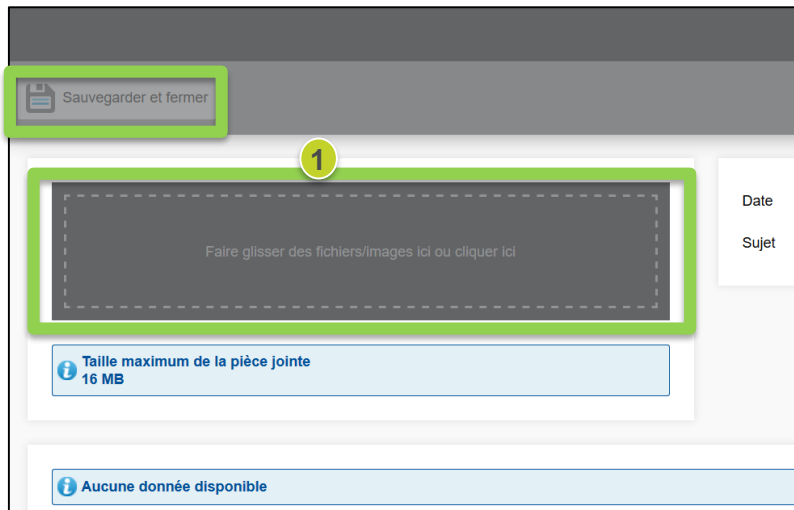 Sauvegarder et fermer
1
Faire glisser des fichiers/images ici ou cliquer ici
Date
Sujet
Taille maximum de la pièce jointe
16 MB
Aucune donnée disponible